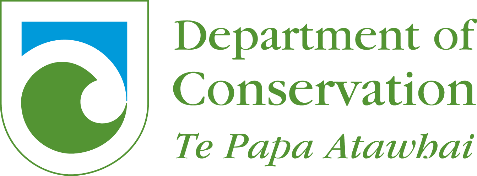 Department of
Conservation
Te Papa Atawhai